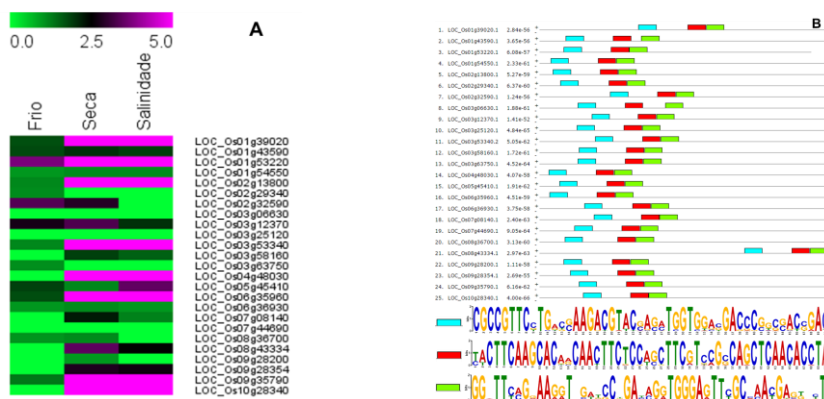 A
0.0 2.5 5.0
Frio
Seca
Salinidade
LOC_Os01g39020
LOC_Os01g43590
LOC_Os01g53220
LOC_Os01g54550
LOC_Os02g13800
LOC_Os02g29340
LOC_Os02g32590
LOC_Os03g06630
LOC_Os03g12370
LOC_Os03g25120
LOC_Os03g53340
LOC_Os03g58160
LOC_Os03g63750
LOC_Os04g48030
LOC_Os05g45410
LOC_Os06g35960
LOC_Os06g36930
LOC_Os07g08140
LOC_Os07g44690
LOC_Os08g36700
LOC_Os08g43334
LOC_Os09g28200
LOC_Os09g28354
LOC_Os09g35790
LOC_Os10g28340
B
1. LOC_Os01g39020.1 2.84e-56
2. LOC_Os01g43590.1 3.65e-56
3. LOC_Os01g53220.1 6.08e-57
4. LOC_Os01g54550.1 2.33e-61
5. LOC_Os02g13800.1 5.27e-59
6. LOC_Os02g29340.1 6.37e-60
7. LOC_Os02g32590.1 1.24e-56
8. LOC_Os03g06630.1 1.88e-61
9. LOC_Os03g12370.1 1.41e-52
10. LOC_Os03g25120.1 4.84e-65
11. LOC_Os03g53340.1 5.05e-62
12. LOC_Os03g58160.1 1.72e-61
13. LOC_Os03g63750.1 4.52e-64
14. LOC_Os04g48030.1 4.07e-58
15. LOC_Os05g45410.1 1.91e-62
16. LOC_Os06g35960.1 4.51e-59
17. LOC_Os06g36930.1 3.75e-58
18. LOC_Os07g08140.1 2.40e-63
19. LOC_Os07g44690.1 9.05e-64
20. LOC_Os08g36700.1 3.13e-60
21. LOC_Os08g43334.1 2.97e-63
22. LOC_Os09g28200.1 1.11e-58
23. LOC_Os09g28354.1 2.69e-55
24. LOC_Os09g35790.1 6.16e-62
25. LOC_Os10g28340.1 4.00e-66